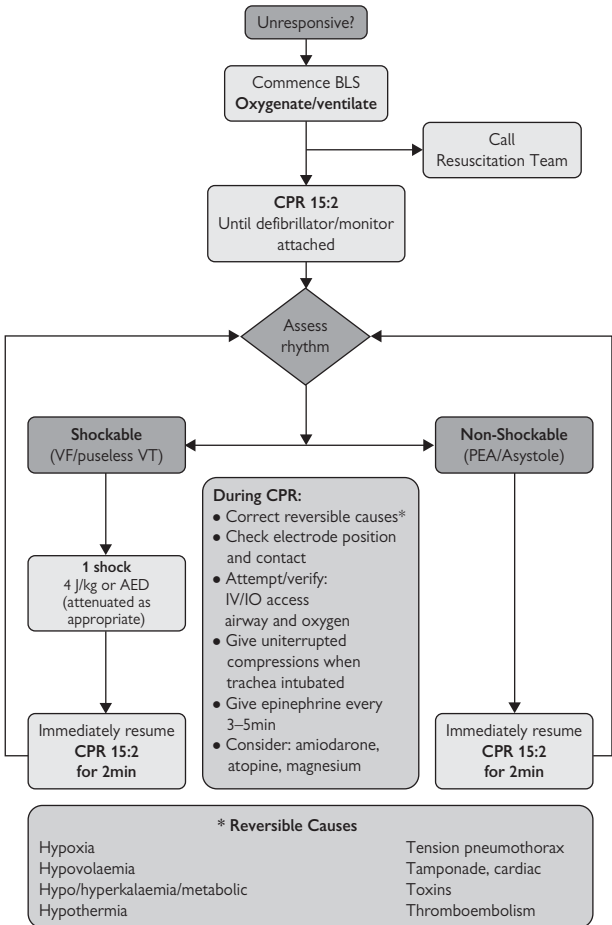 Unresponsive?
Commence BLS
Oxygenate/ventilate
Call
Resuscitation Team
CPR 15:2
Until defibrillator/monitor
attached
Assess
rhythm
Shockable
(VF/puseless VT)
Non-Shockable
(PEA/Asystole)
1 shock
4 J/kg or AED
(attenuated as
appropriate)
During CPR:
● Correct reversible causes*
● Check electrode position
and contact
● Attempt/verify:
IV/IO access
airway and oxygen
● Give uniterrupted
compressions when
trachea intubated
● Give epinephrine every
3–5min
● Consider: amiodarone,
atopine, magnesium
Immediately resume
CPR 15:2
for 2min
Immediately resume
CPR 15:2
for 2min
* Reversible Causes
Hypoxia
Hypovolaemia
Hypo/hyperkalaemia/metabolic
Hypothermia
Tension pneumothorax
Tamponade, cardiac
Toxins
Thromboembolism